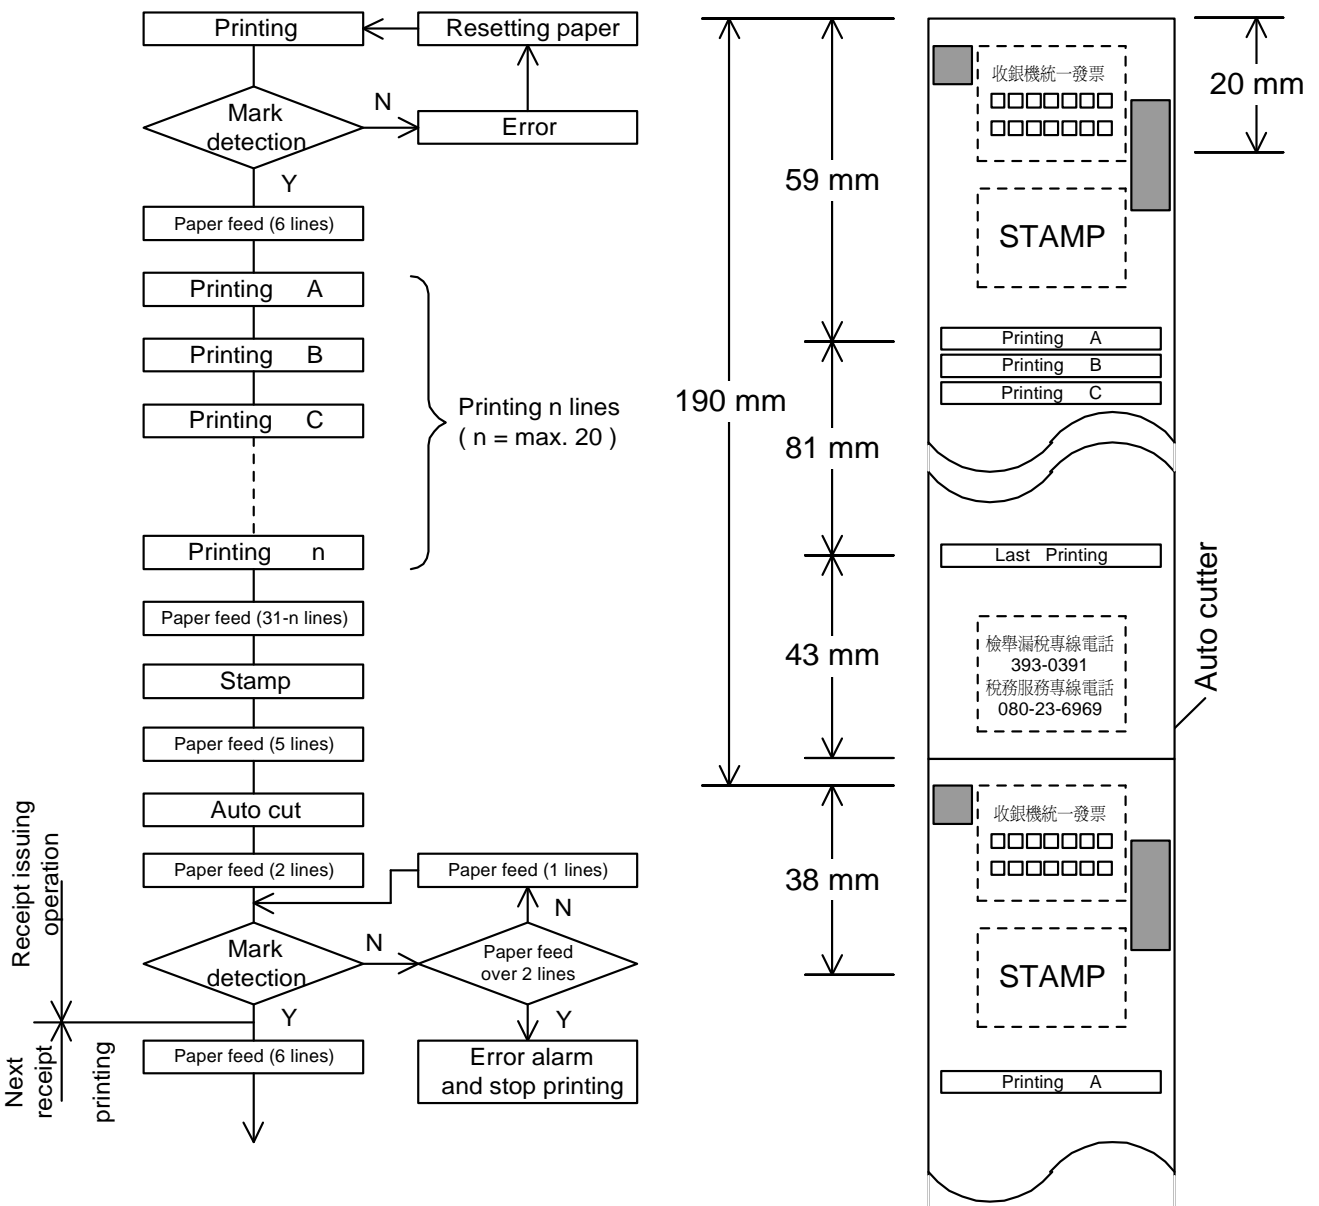 Printing
Resetting paper
Mark
detection
N
Error
Y
Paper feed (6 lines)
Printing A
Printing B
Printing C
Printing n lines
( n = max. 20 )
Printing n
Paper feed (31-n lines)
Stamp
Paper feed (5 lines)
Auto cut
Paper feed (2 lines)
Paper feed (1 lines)
N
Mark
detection
N
Paper feed
over 2 lines
Y
Y
Paper feed (6 lines)
Error alarm
and stop printing
Receipt issuing
operation
Next
receipt
printing
190 mm
59 mm
81 mm
43 mm
38 mm
20 mm
收銀機統一發票
STAMP
Printing A
Printing B
Printing C
Last Printing
檢舉漏稅專線電話
393-0391
稅務服務專線電話
080-23-6969
Auto cutter
收銀機統一發票
STAMP
Printing A